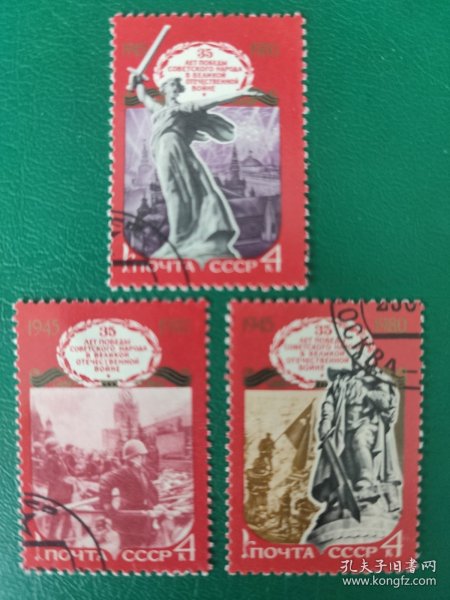 1945 1980
35
ЛЕТ ПОБЕДЫ
СОВЕТСКОГО НАРОДА
В ВЕЛИКОЙ
ОТЕЧЕСТВЕННОЙ
ВОЙНЕ
ПОЧТА СССР 4
1945 1980
35
ЛЕТ ПОБЕДЫ
СОВЕТСКОГО НАРОДА
В ВЕЛИКОЙ
ОТЕЧЕСТВЕННОЙ
ВОЙНЕ
ПОЧТА СССР 4
1945 1980
35
ЛЕТ ПОБЕДЫ
СОВЕТСКОГО
В ВЕЛИКОЙ
ОТЕЧЕСТВЕННОЙ
ВОЙНЕ
МОСКВА
ПОЧТА СССР 4
孔夫子旧书网
www.kongfz.com